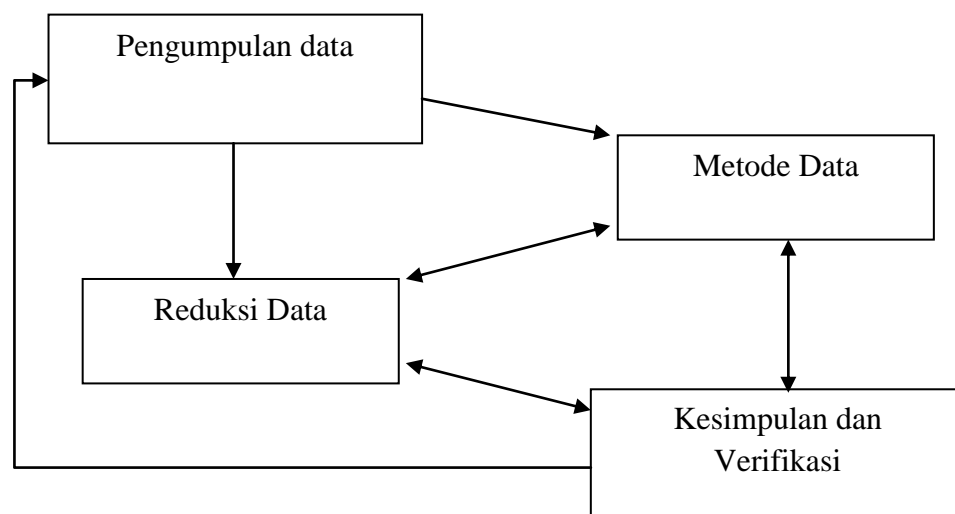 Pengumpulan data
Metode Data
Reduksi Data
Kesimpulan dan
Verifikasi